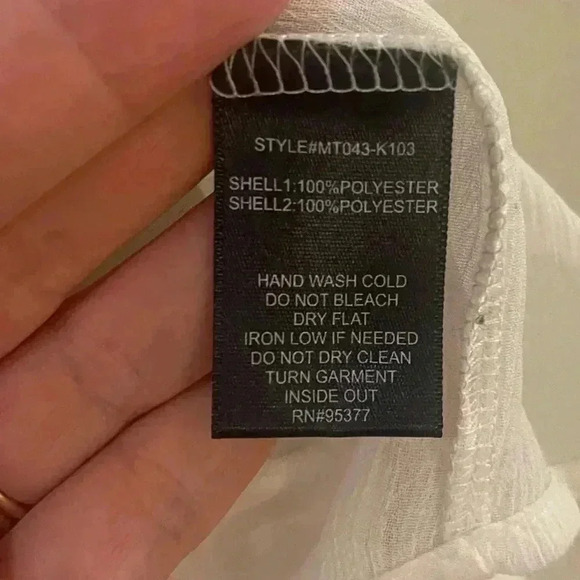 STYLE#MT043-K103
SHELL1:100%POLYESTER
SHELL2:100%POLYESTER
HAND WASH COLD
DO NOT BLEACH
DRY FLAT
IRON LOW IF NEEDED
DO NOT DRY CLEAN
TURN GARMENT
INSIDE OUT
RN#95377